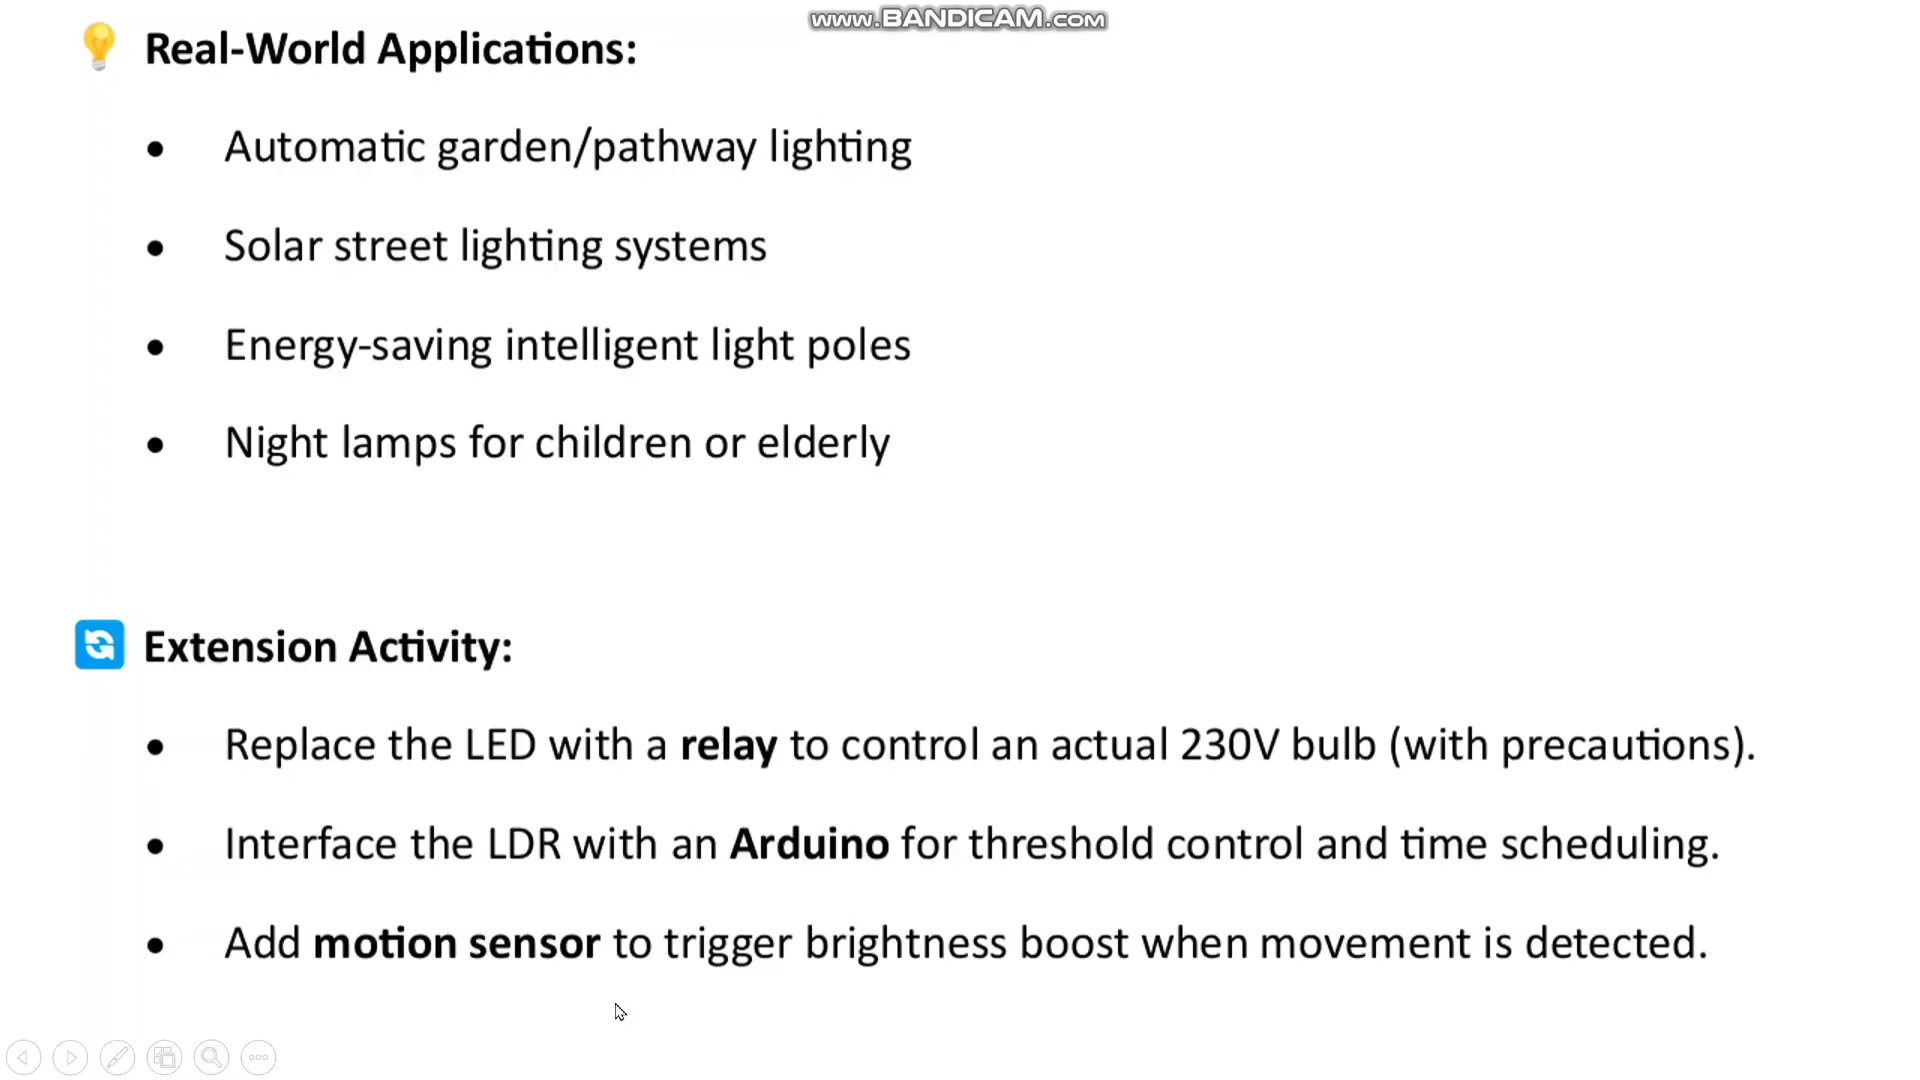 www.BANDICAM.com
Real-World Applications:
• Automatic garden/pathway lighting
• Solar street lighting systems
• Energy-saving intelligent light poles
• Night lamps for children or elderly
Extension Activity:
• Replace the LED with a relay to control an actual 230V bulb (with precautions).
• Interface the LDR with an Arduino for threshold control and time scheduling.
• Add motion sensor to trigger brightness boost when movement is detected.